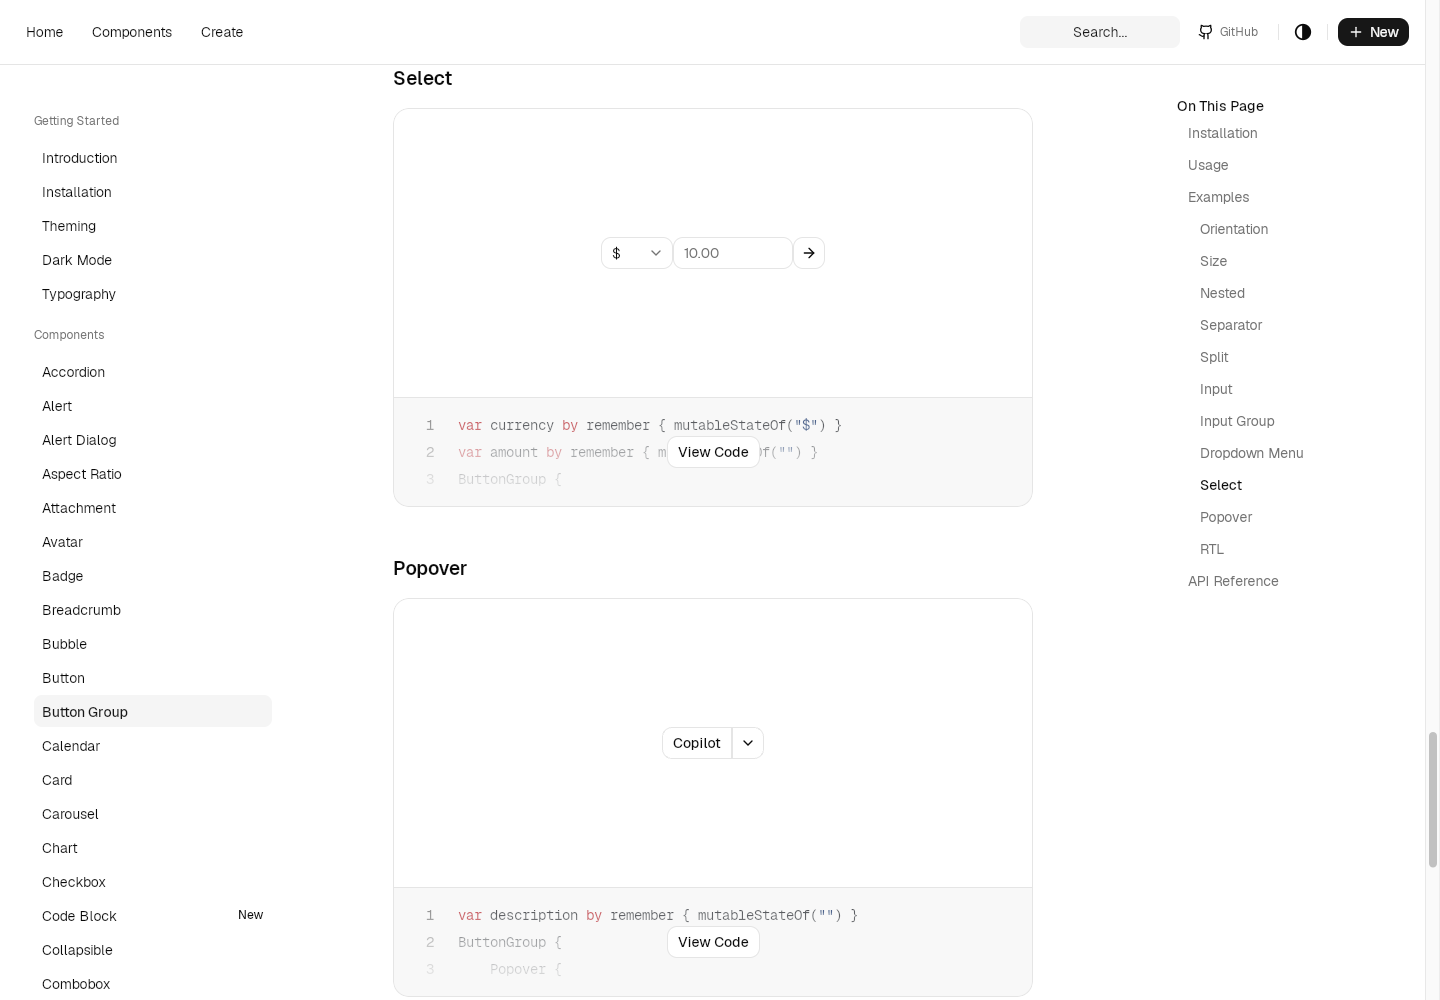 Home Components Create Search... GitHub New
Select
On This Page
Getting Started
Introduction
Installation
Theming
Dark Mode
Typography
Components
Accordion
Alert
Alert Dialog
Aspect Ratio
Attachment
Avatar
Badge
Breadcrumb
Bubble
Button
Button Group
Calendar
Card
Carousel
Chart
Checkbox
Code Block New
Collapsible
Combobox
$ 10.00
1 var currency by remember { mutableStateOf("$") }
2 var amount by remember { m View Code Of("") }
3 ButtonGroup {
Popover
Copilot
1 var description by remember { mutableStateOf("") }
2 ButtonGroup { View Code
3 Popover {
Installation
Usage
Examples
Orientation
Size
Nested
Separator
Split
Input
Input Group
Dropdown Menu
Select
Popover
RTL
API Reference